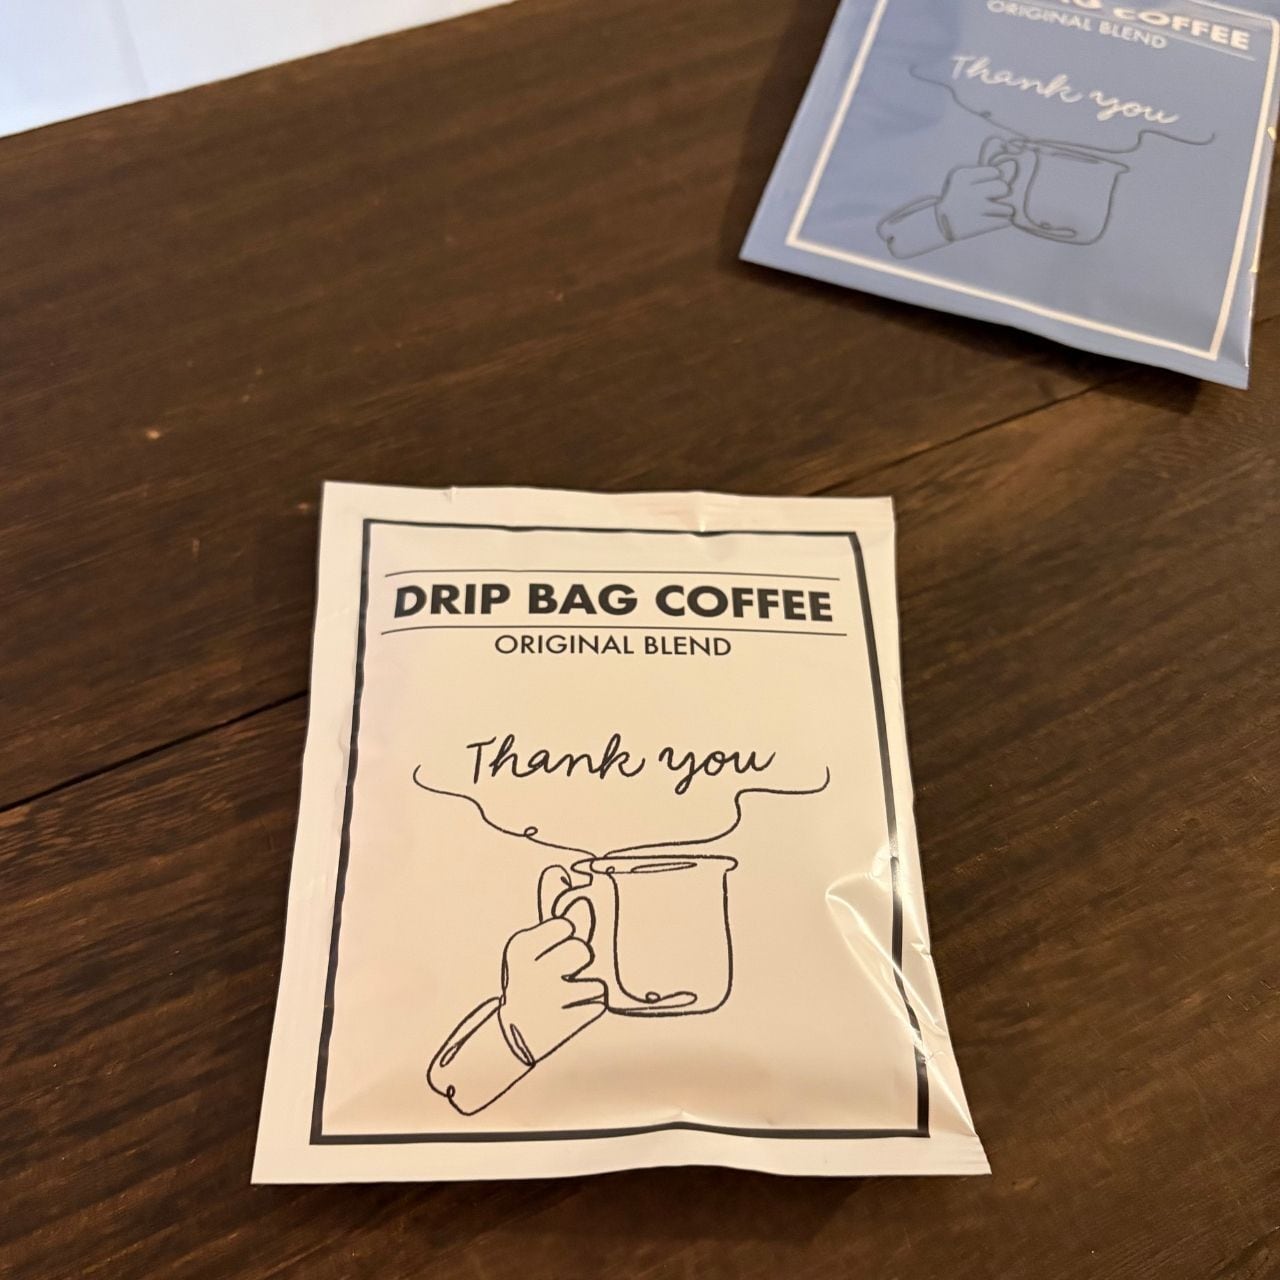 COFFEE
ORIGINAL BLEND
Thank you
DRIP BAG COFFEE
ORIGINAL BLEND
Thank you